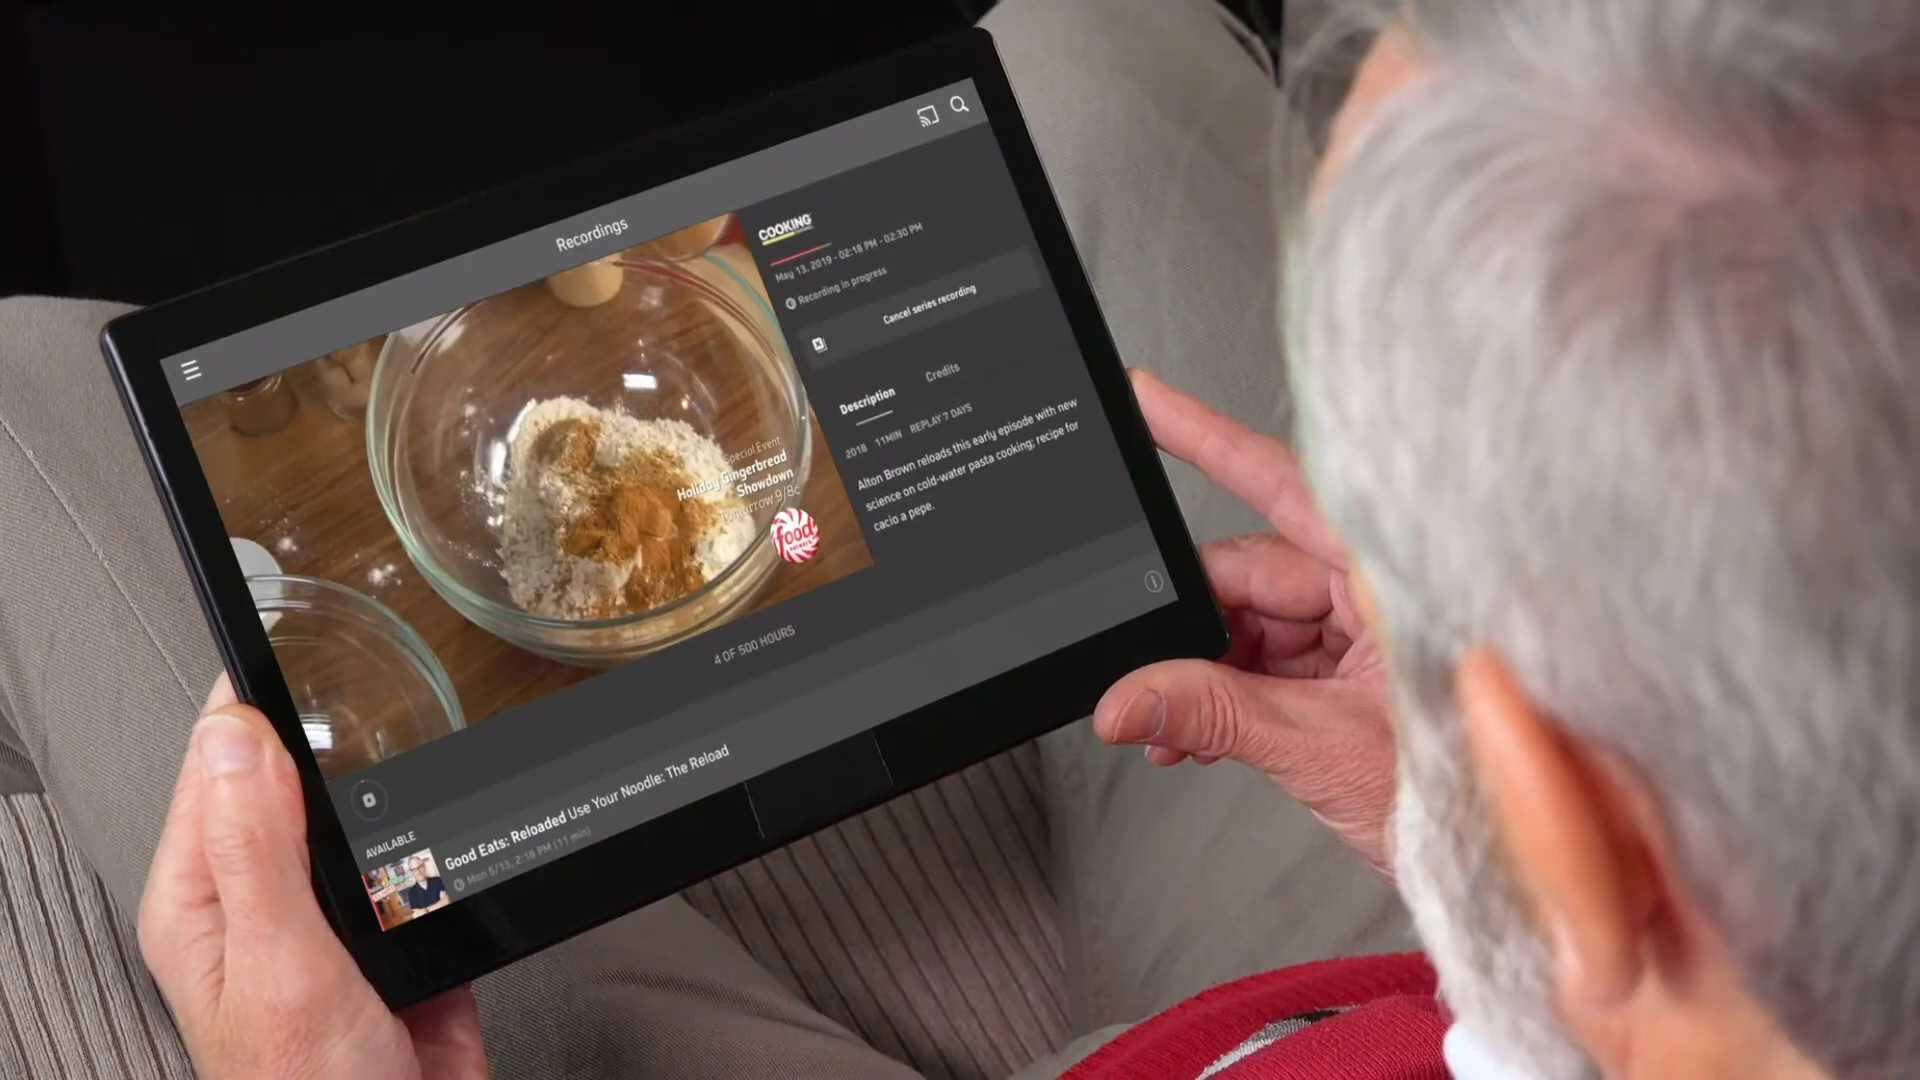 Recordings
COOKING
May 13, 2019 - 02:18 PM - 02:30 PM
Recording in progress
Cancel series recording
Description
Credits
2018 11MIN REPLAY 7 DAYS
Alton Brown reloads this early episode with new
science on cold-water pasta cooking; recipe for
cacio a pepe.
Special Event
Holiday Gingerbread
Showdown
Tomorrow 9/8c
food
network
4 OF 500 HOURS
AVAILABLE
Good Eats: Reloaded Use Your Noodle: The Reload
Mon 5/13, 2:18 PM (11 min)